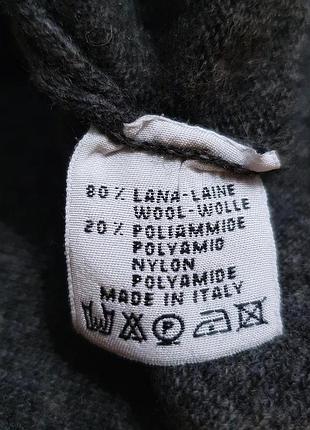 80% LANA-LAINE
WOOL-WOLLE
20% POLIAMMIDE
POLYAMID
NYLON
POLYAMIDE
MADE IN ITALY
P